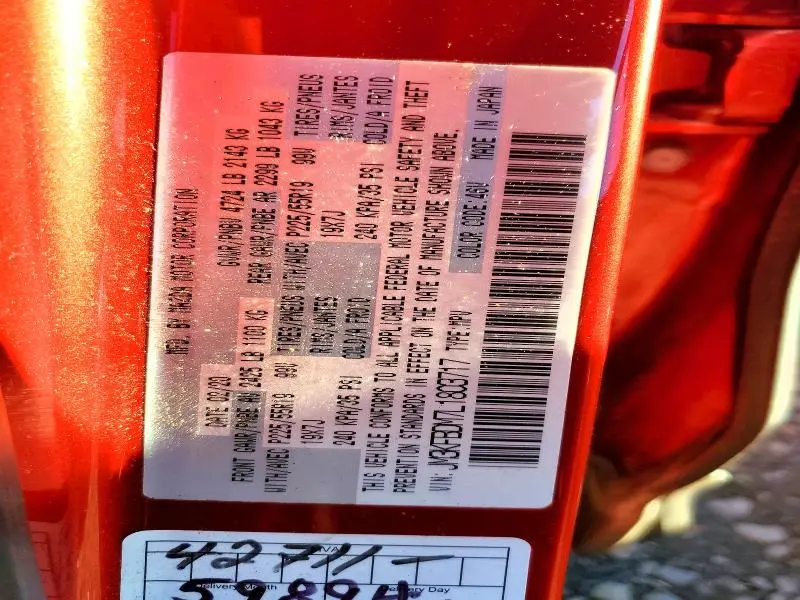 MFD. BY MAZDA MOTOR CORPORATION
DATE 02/20 GVWR/PNBV 4724 LB 2143 KG
FRONT GAWR/PNBE AV 2425 LB 1100 KG REAR GAWR/PNBE AR 2299 LB 1043 KG
WITH/AVEC P225/55R19 99V TIRES/PNEUS WITH/AVEC P225/55R19 99V TIRES/PNEUS
19X7J RIMS/JANTES 19X7J RIMS/JANTES
240 KPA/35 PSI COLD/A FROID 240 KPA/35 PSI COLD/A FROID
THIS VEHICLE CONFORMS TO ALL APPLICABLE FEDERAL MOTOR VEHICLE SAFETY AND THEFT
PREVENTION STANDARDS IN EFFECT ON THE DATE OF MANUFACTURE SHOWN ABOVE.
TYPE:MPV COLOR CODE:46V MADE IN JAPAN
42711-
Delivery Month Delivery Day